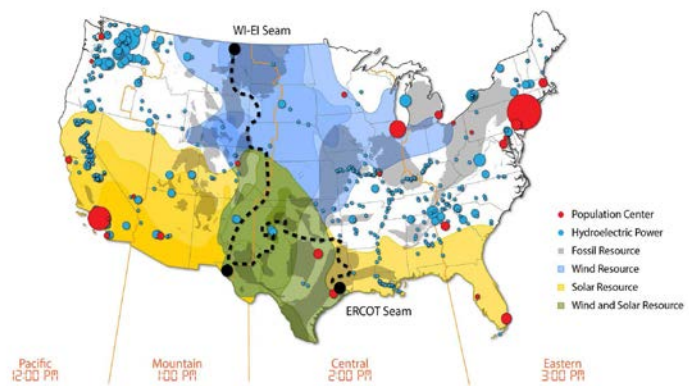 WI-EI Seam
Population Center
Hydroelectric Power
Fossil Resource
Wind Resource
Solar Resource
Wind and Solar Resource
ERCOT Seam
Pacific
12:00 PM
Mountain
1:00 PM
Central
2:00 PM
Eastern
3:00 PM